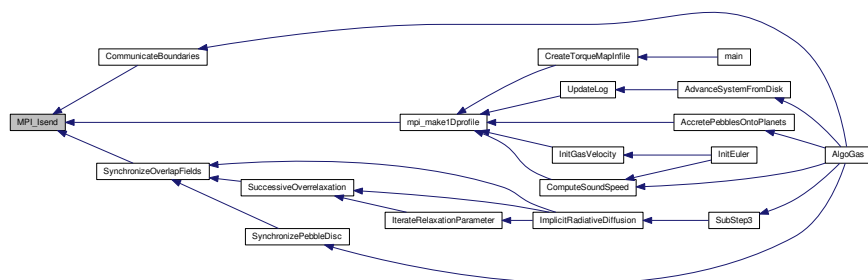 CommunicateBoundaries
CreateTorqueMapInfile
main
UpdateLog
AdvanceSystemFromDisk
MPI_Isend
mpi_make1Dprofile
AccretePebblesOntoPlanets
InitGasVelocity
InitEuler
AlgoGas
SynchronizeOverlapFields
SuccessiveOverrelaxation
ComputeSoundSpeed
IterateRelaxationParameter
ImplicitRadiativeDiffusion
SubStep3
SynchronizePebbleDisc